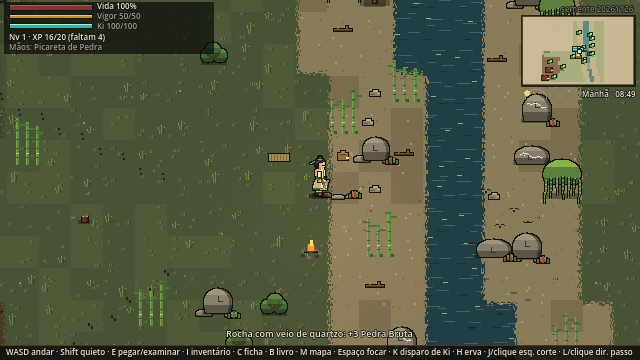 Vida 100%
Vigor 50/50
Ki 100/100
Nv 1 · XP 16/20 (faltam 4)
Mãos: Picareta de Pedra
semente 20261126
Manhã · 08:49
Rocha com veio de quartzo: +3 Pedra Bruta
WASD andar · Shift quieto · E pegar/examinar · I inventário · C ficha · B livro · M mapa · Espaço focar · K disparo de Ki · H erva · J/clique esq. corte · L/clique dir. passo